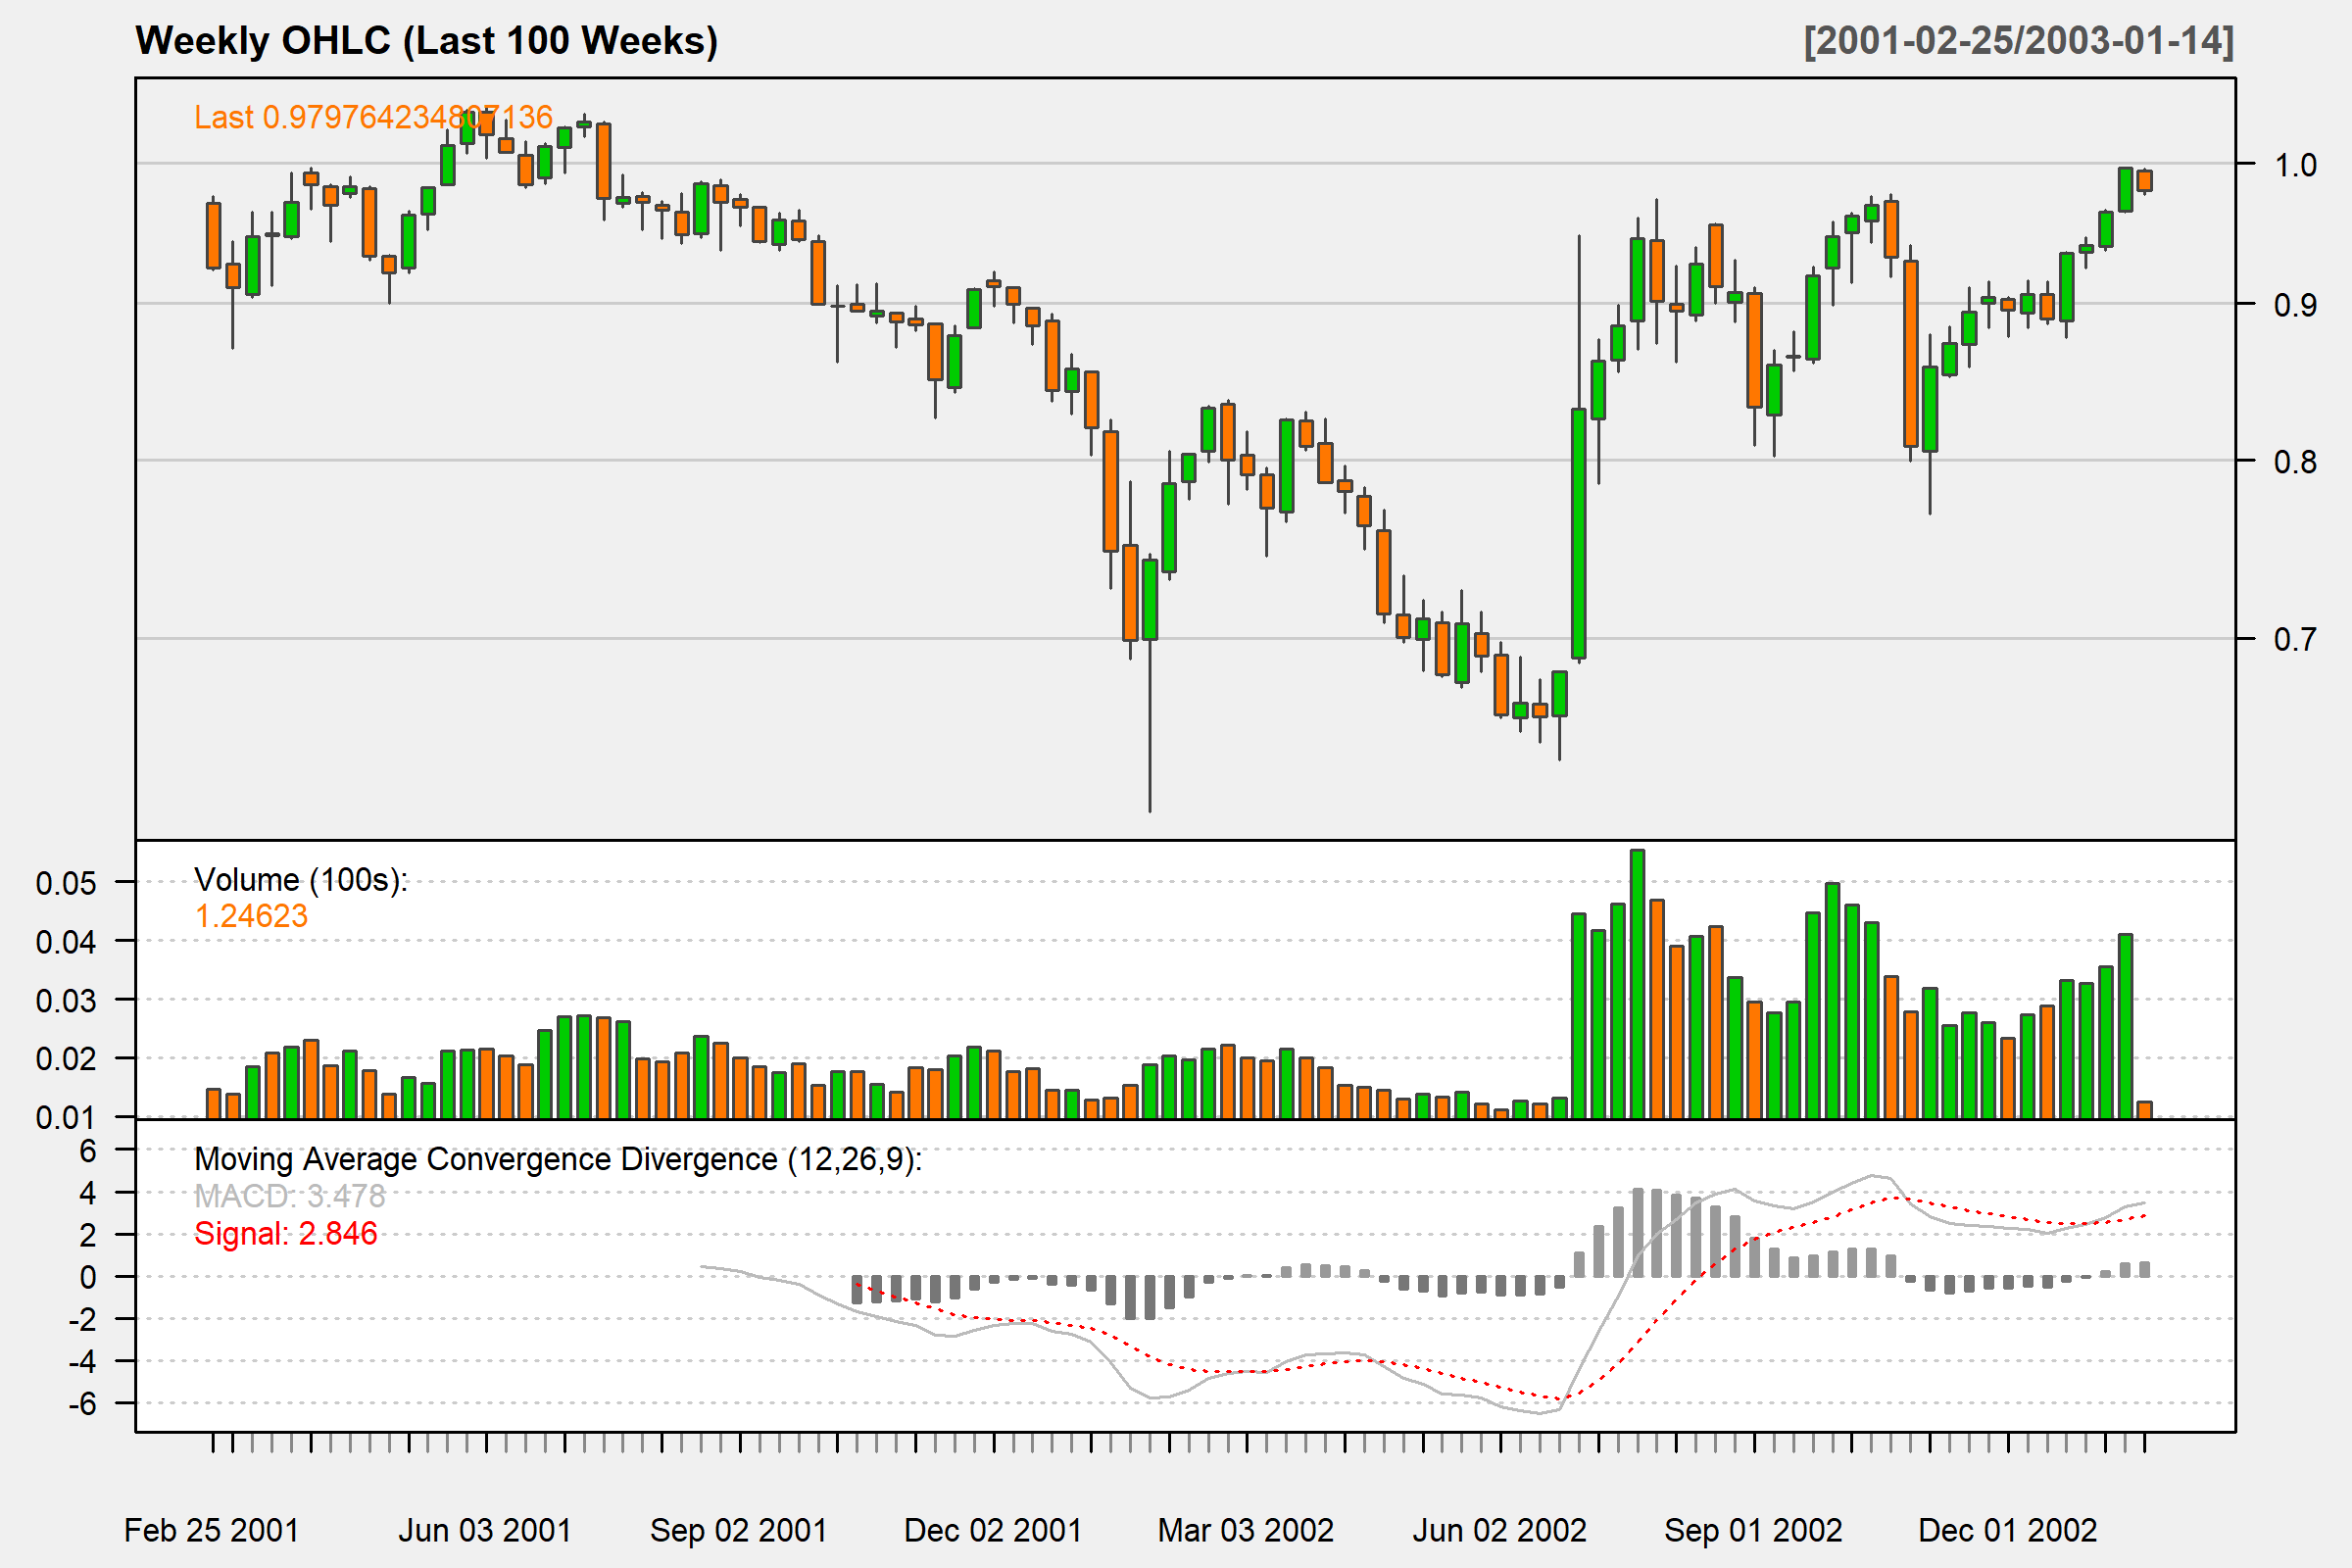 Weekly OHLC (Last 100 Weeks)
[2001-02-25/2003-01-14]
Last 0.979764234807136
1.0
0.9
0.8
0.7
Volume (100s):
1.24623
0.05
0.04
0.03
0.02
0.01
Moving Average Convergence Divergence (12,26,9):
MACD: 3.478
Signal: 2.846
6
4
2
0
-2
-4
-6
Feb 25 2001 Jun 03 2001 Sep 02 2001 Dec 02 2001 Mar 03 2002 Jun 02 2002 Sep 01 2002 Dec 01 2002